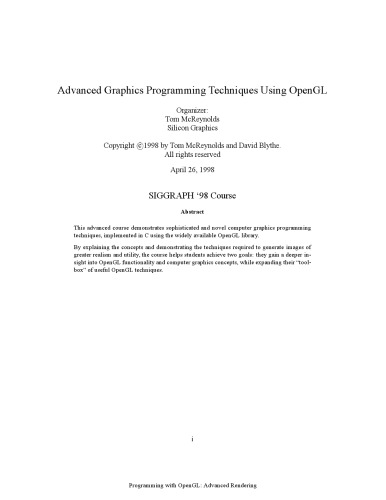 Advanced Graphics Programming Techniques Using OpenGL
Organizer:
Tom McReynolds
Silicon Graphics
Copyright ©1998 by Tom McReynolds and David Blythe.
All rights reserved
April 26, 1998
SIGGRAPH ‘98 Course
Abstract
This advanced course demonstrates sophisticated and novel computer graphics programming
techniques, implemented in C using the widely available OpenGL library.
By explaining the concepts and demonstrating the techniques required to generate images of
greater realism and utility, the course helps students achieve two goals: they gain a deeper in-
sight into OpenGL functionality and computer graphics concepts, while expanding their “tool-
box” of useful OpenGL techniques.
i
Programming with OpenGL: Advanced Rendering